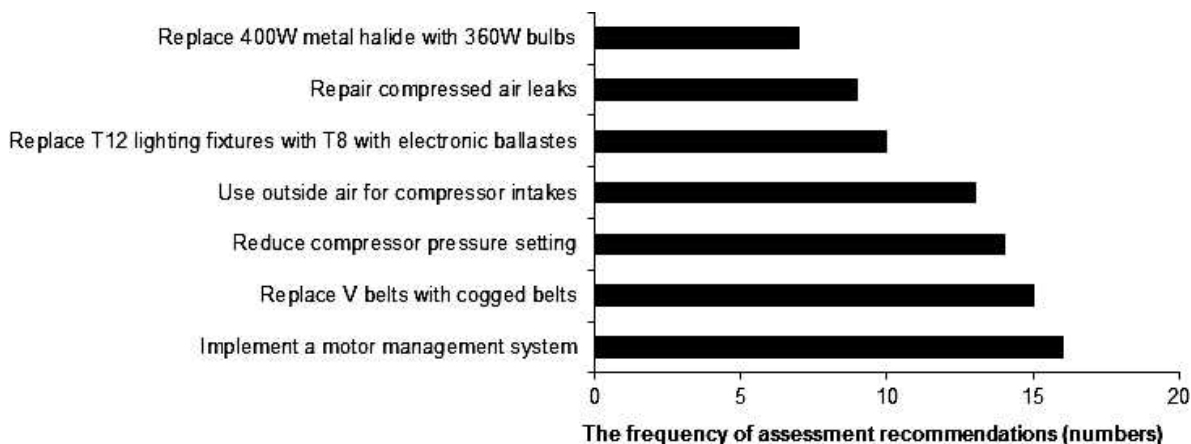 Replace 400W metal halide with 360W bulbs
Repair compressed air leaks
Replace T12 lighting fixtures with T8 with electronic ballastes
Use outside air for compressor intakes
Reduce compressor pressure setting
Replace V belts with cogged belts
Implement a motor management system
0 5 10 15 20
The frequency of assessment recommendations (numbers)